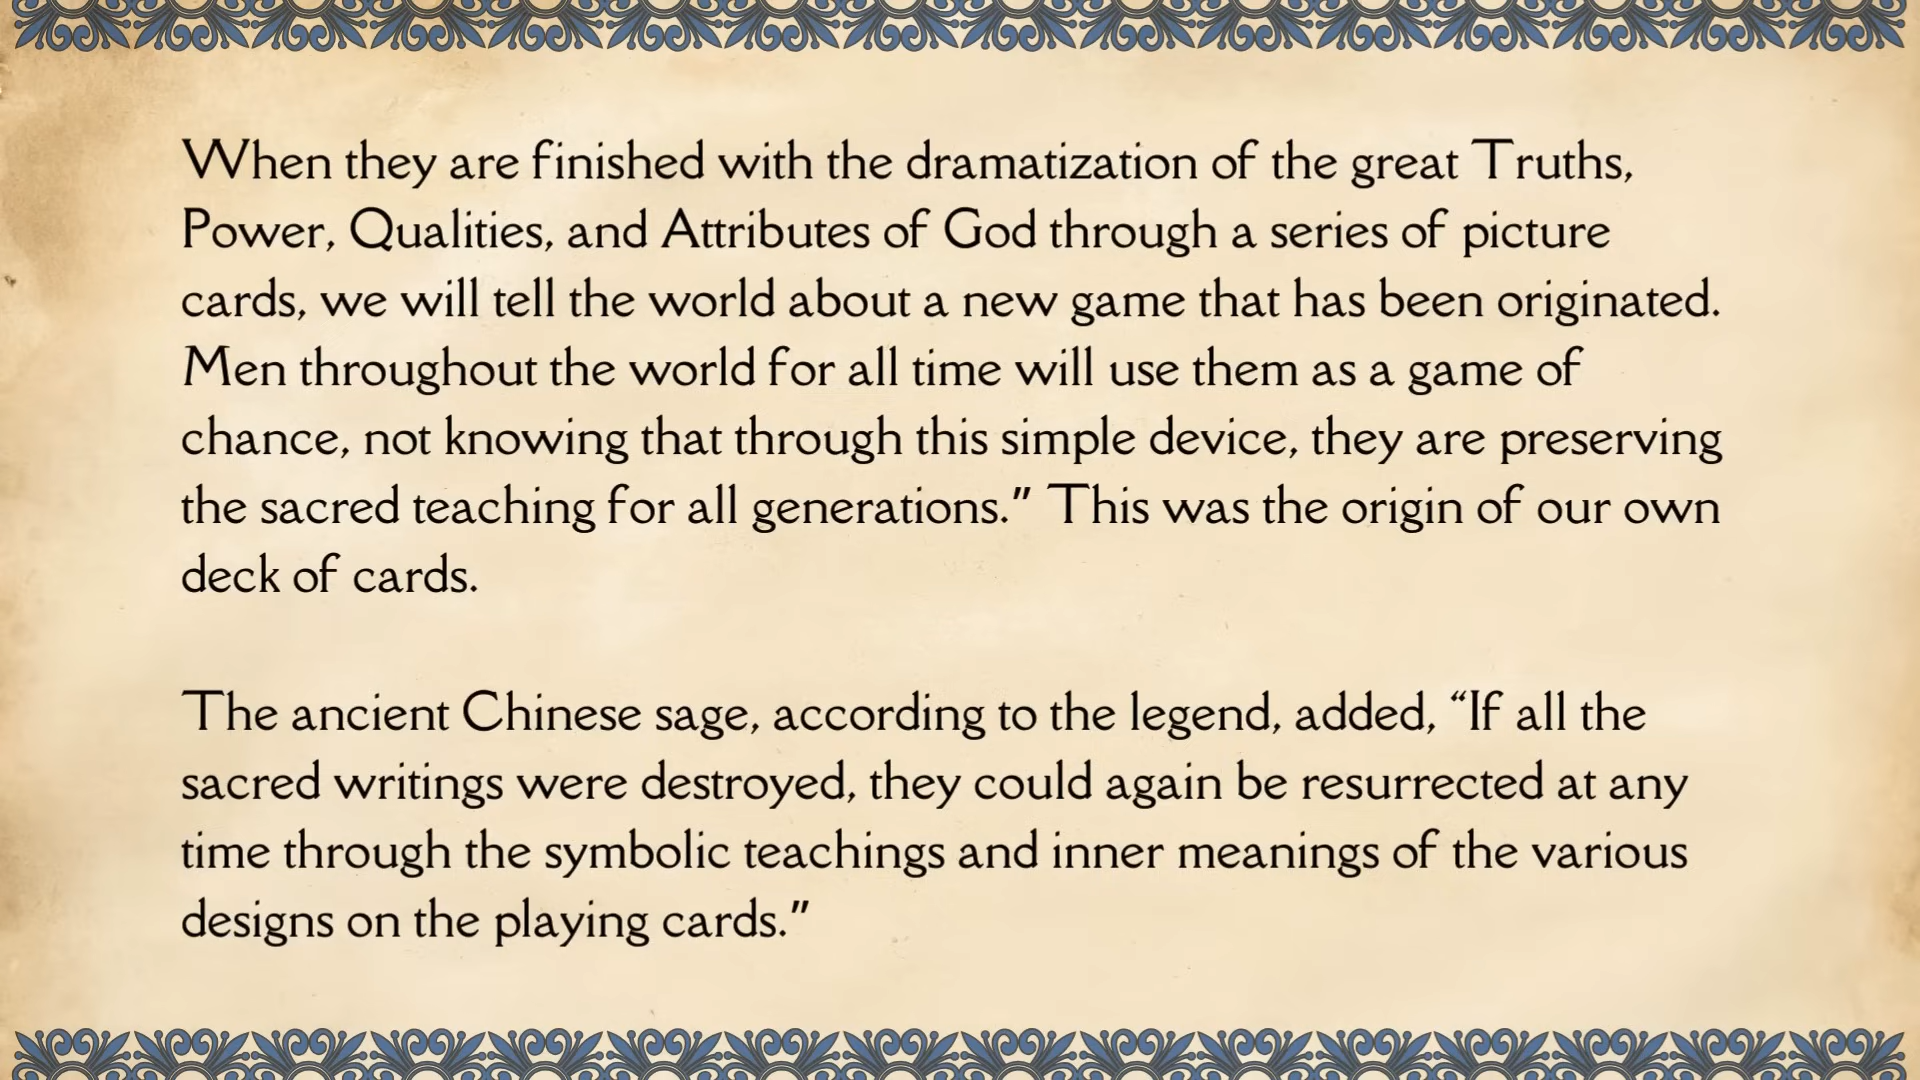 When they are finished with the dramatization of the great Truths,
Power, Qualities, and Attributes of God through a series of picture
cards, we will tell the world about a new game that has been originated.
Men throughout the world for all time will use them as a game of
chance, not knowing that through this simple device, they are preserving
the sacred teaching for all generations." This was the origin of our own
deck of cards.
The ancient Chinese sage, according to the legend, added, “If all the
sacred writings were destroyed, they could again be resurrected at any
time through the symbolic teachings and inner meanings of the various
designs on the playing cards."